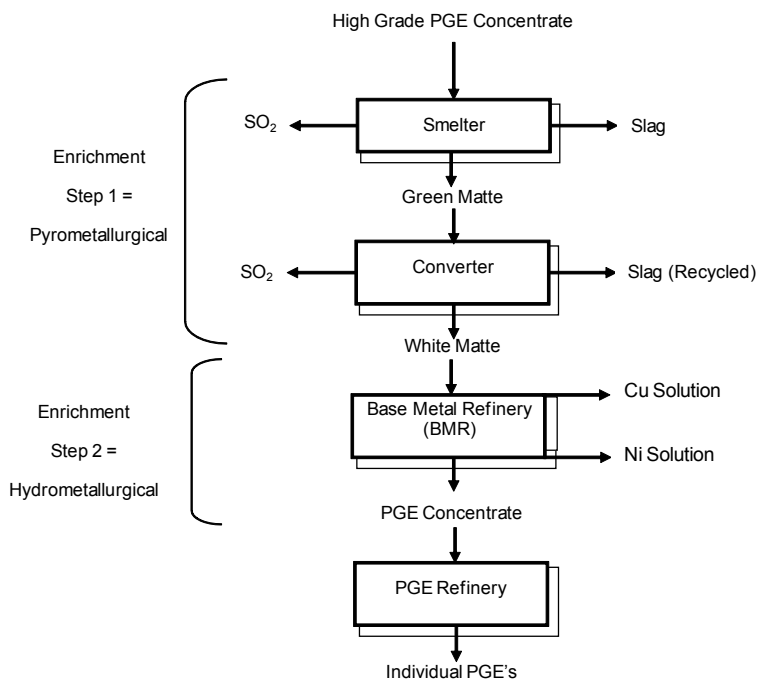 High Grade PGE Concentrate
SO₂
Smelter
Slag
Enrichment
Step 1 =
Pyrometallurgical
Green Matte
SO₂
Converter
Slag (Recycled)
White Matte
Enrichment
Step 2 =
Hydrometallurgical
Base Metal Refinery
(BMR)
Cu Solution
Ni Solution
PGE Concentrate
PGE Refinery
Individual PGE's